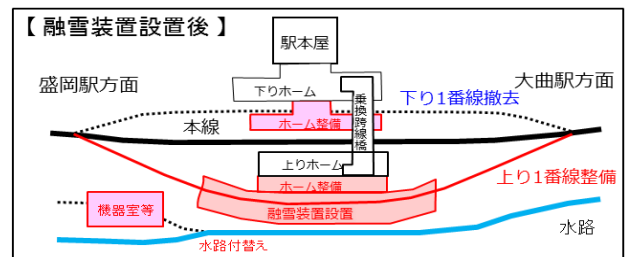 【 融雪装置設置後 】
駅本屋
盛岡駅方面
大曲駅方面
下りホーム
乗換跨線橋
下り1番線撤去
本線
ホーム整備
上りホーム
ホーム整備
上り1番線整備
機器室等
融雪装置設置
水路
水路付替え